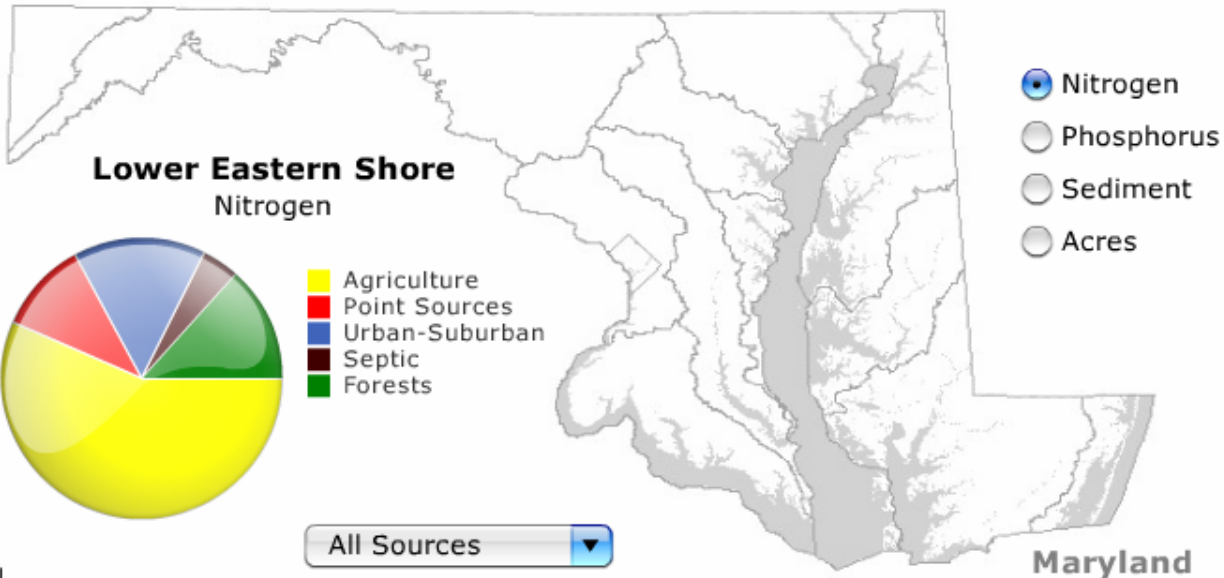 Lower Eastern Shore
Nitrogen
Agriculture
Point Sources
Urban-Suburban
Septic
Forests
All Sources
Nitrogen
Phosphorus
Sediment
Acres
Maryland